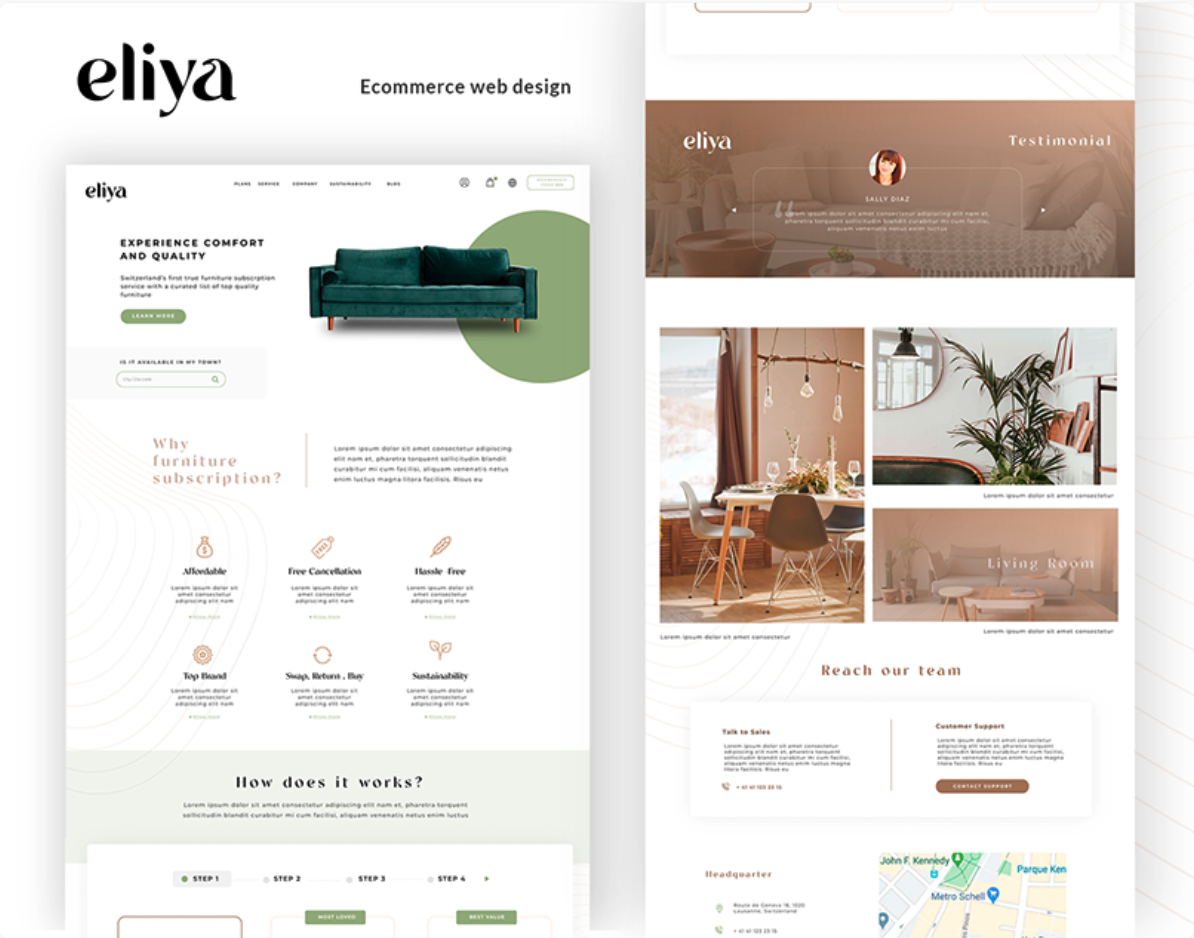 eliya
Ecommerce web design
eliya
PLANS SERVICE COMPANY SUSTAINABILITY BLOG
EXPERIENCE COMFORT
AND QUALITY
Switzerland's first true furniture subscrption
service with a curated list of top quality
furniture
LEARN MORE
IS IT AVAILABLE IN MY TOWN?
Why
furniture
subscription?
Lorem ipsum dolor sit amet consectetur adipiscing
elit nam et, pharetra torquent sollicitudin blandit
curabitur mi cum facilisi, aliquam venenatis netus
enim luctus magna litora facilisis. Risus eu
Affordable
Lorem ipsum dolor sit
amet consectetur
adipiscing elit nam
Free Cancellation
Lorem ipsum dolor sit
amet consectetur
adipiscing elit nam
Hassle-Free
Lorem ipsum dolor sit
amet consectetur
adipiscing elit nam
Top Brand
Lorem ipsum dolor sit
amet consectetur
adipiscing elit nam
Swap, Return , Buy
Lorem ipsum dolor sit
amet consectetur
adipiscing elit nam
Sustainability
Lorem ipsum dolor sit
amet consectetur
adipiscing elit nam
How does it works?
Lorem ipsum dolor sit amet consectetur adipiscing elit nam et, pharetra torquent
sollicitudin blandit curabitur mi cum facilisi, aliquam venenatis netus
STEP 1 STEP 2 STEP 3 STEP 4
MOST LOVED
BEST VALUE
eliya
Testimonial
SALLY DIAZ
Lorem ipsum dolor sit amet consectetur adipiscing elit nam et,
pharetra torquent sollicitudin blandit curabitur mi cum facilisi,
aliquam venenatis netus enim luctus
Lorem ipsum dolor sit amet consectetur
Living Room
Lorem ipsum dolor sit amet consectetur
Lorem ipsum dolor sit amet consectetur
Reach our team
Talk to Sales
Lorem ipsum dolor sit amet consectetur
adipiscing elit nam et, pharetra torquent
sollicitudin blandit curabitur mi cum facilisi,
aliquam venenatis netus enim luctus magna
litora facilisis. Risus eu
+ 41 41 123 23 15
Customer Support
Lorem ipsum dolor sit amet consectetur
adipiscing elit nam et, pharetra torquent
sollicitudin blandit curabitur mi cum facilisi,
aliquam venenatis netus enim luctus magna
litora facilisis. Risus eu
CONTACT SUPPORT
Headquarter
Route de Geneva 18, 1020
Lausanne, Switzerland
+ 41 41 123 23 15
John F. Kennedy
Parque Ken
Metro Schell